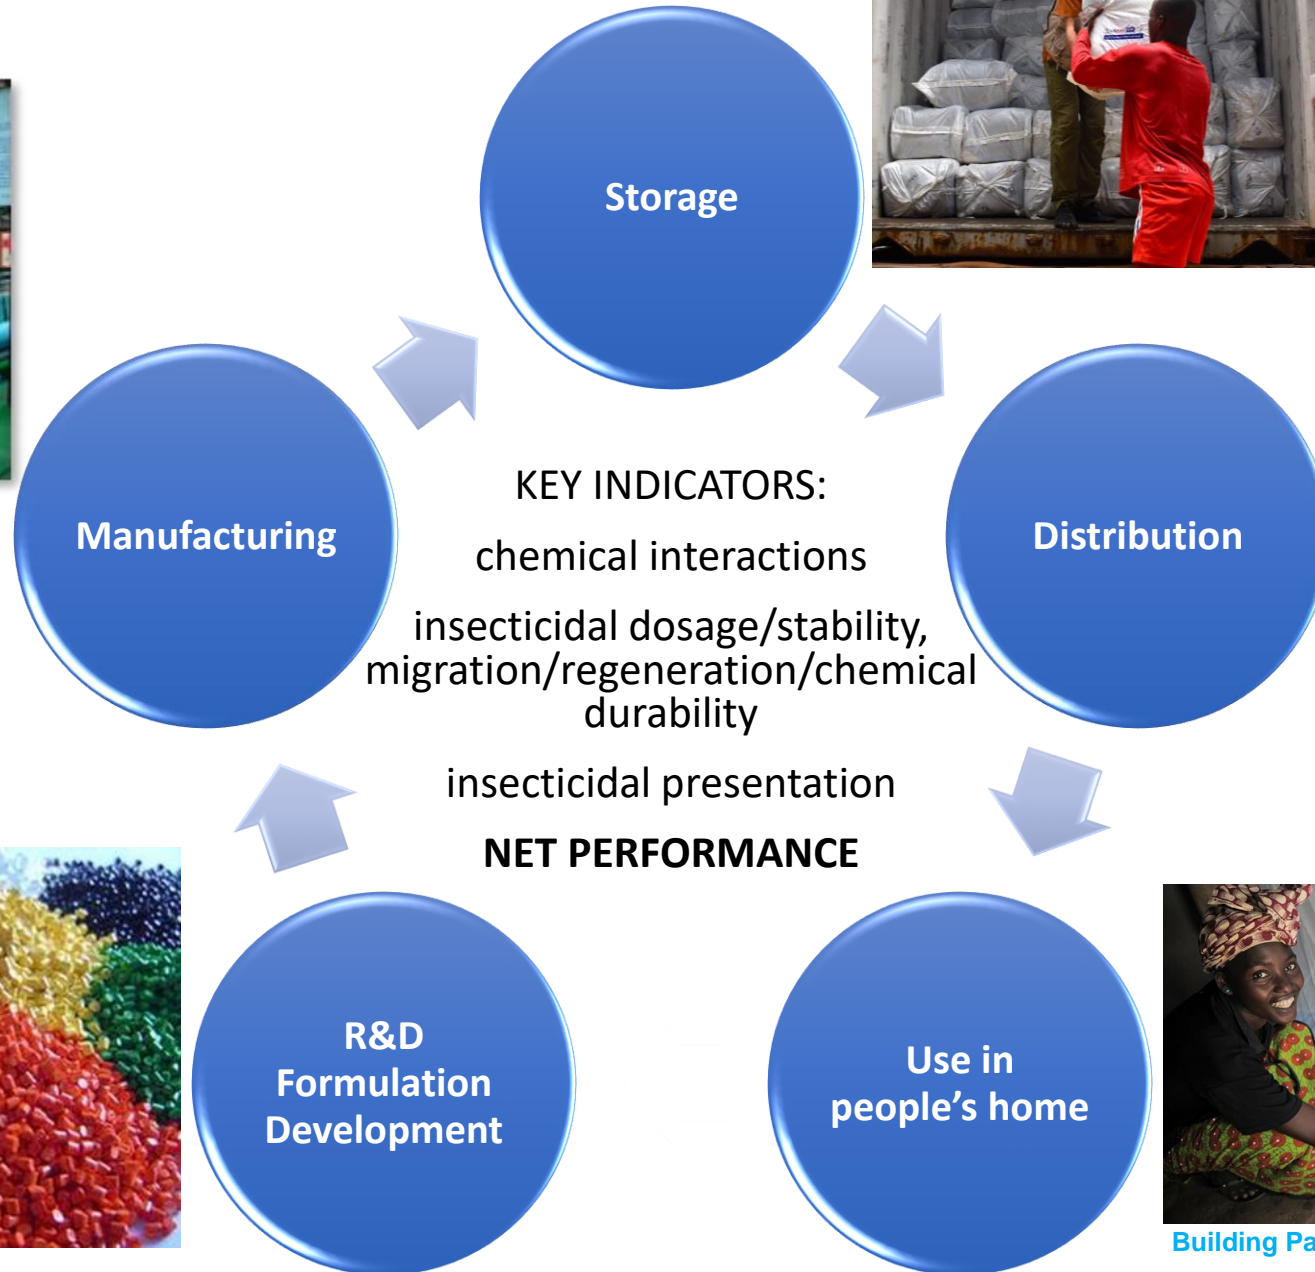 Storage
Manufacturing
Distribution
KEY INDICATORS:
chemical interactions
insecticidal dosage/stability,
migration/regeneration/chemical
durability
insecticidal presentation
NET PERFORMANCE
R&D
Formulation
Development
Use in
people’s home
Building Pa